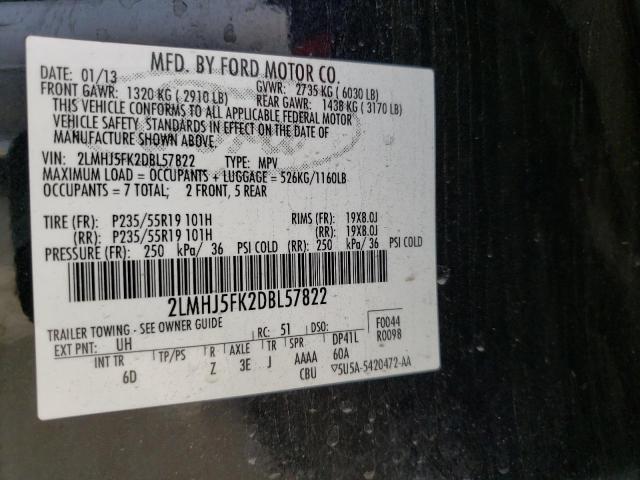 MFD. BY FORD MOTOR CO.
DATE: 01/13 GVWR: 2735 KG ( 6030 LB)
FRONT GAWR: 1320 KG ( 2910 LB) REAR GAWR: 1438 KG ( 3170 LB)
THIS VEHICLE CONFORMS TO ALL APPLICABLE FEDERAL MOTOR
VEHICLE SAFETY STANDARDS IN EFFECT ON THE DATE OF
MANUFACTURE SHOWN ABOVE.
VIN: 2LMHJ5FK2DBL57822 TYPE: MPV
MAXIMUM LOAD = OCCUPANTS + LUGGAGE = 526KG/1160LB
OCCUPANTS = 7 TOTAL; 2 FRONT, 5 REAR
TIRE (FR): P235/55R19 101H RIMS (FR): 19X8.0J
(RR): P235/55R19 101H (RR): 19X8.0J
PRESSURE (FR): 250 kPa/ 36 PSI COLD (RR): 250 kPa/ 36 PSI COLD
2LMHJ5FK2DBL57822
TRAILER TOWING - SEE OWNER GUIDE
EXT PNT: UH RC: 51 DSO: F0044
R0098
INT TR TP/PS R AXLE TR SPR DP41L
6D Z 3E J AAAA 60A
CBU ▽5U5A-5420472-AA